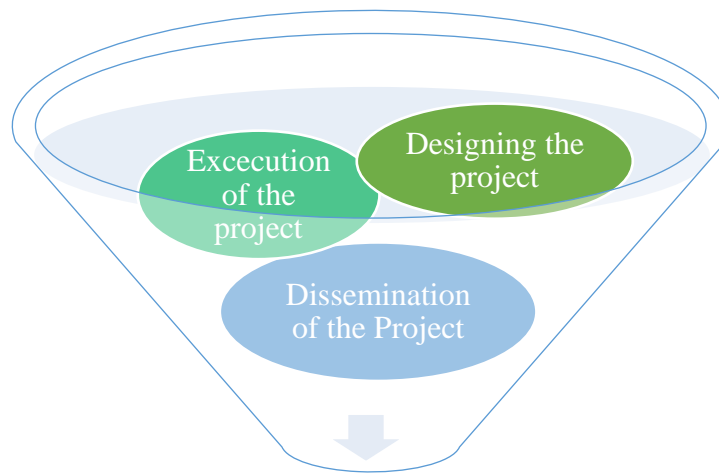 Excecution
of the
project
Designing the
project
Dissemination
of the Project